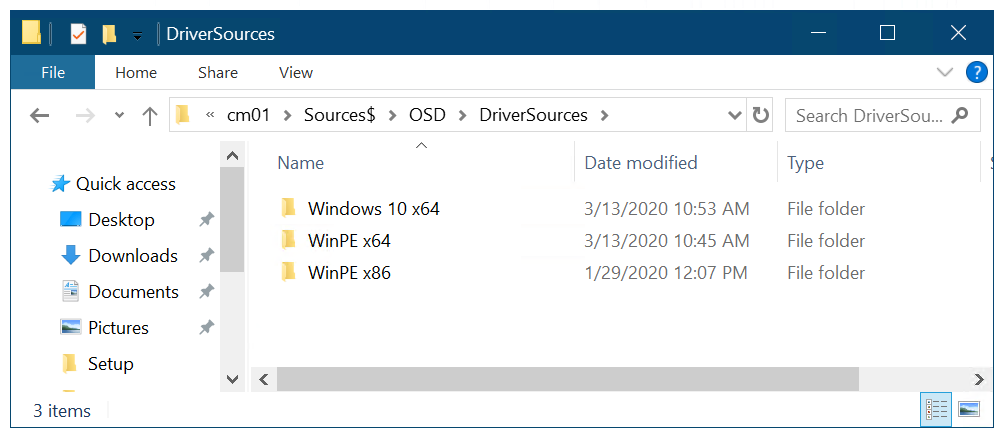 DriverSources
File Home Share View ?
« cm01 > Sources$ > OSD > DriverSources > Search DriverSou...
Name Date modified Type
Quick access
Desktop
Downloads
Documents
Pictures
Setup
Windows 10 x64 3/13/2020 10:53 AM File folder
WinPE x64 3/13/2020 10:45 AM File folder
WinPE x86 1/29/2020 12:07 PM File folder
3 items